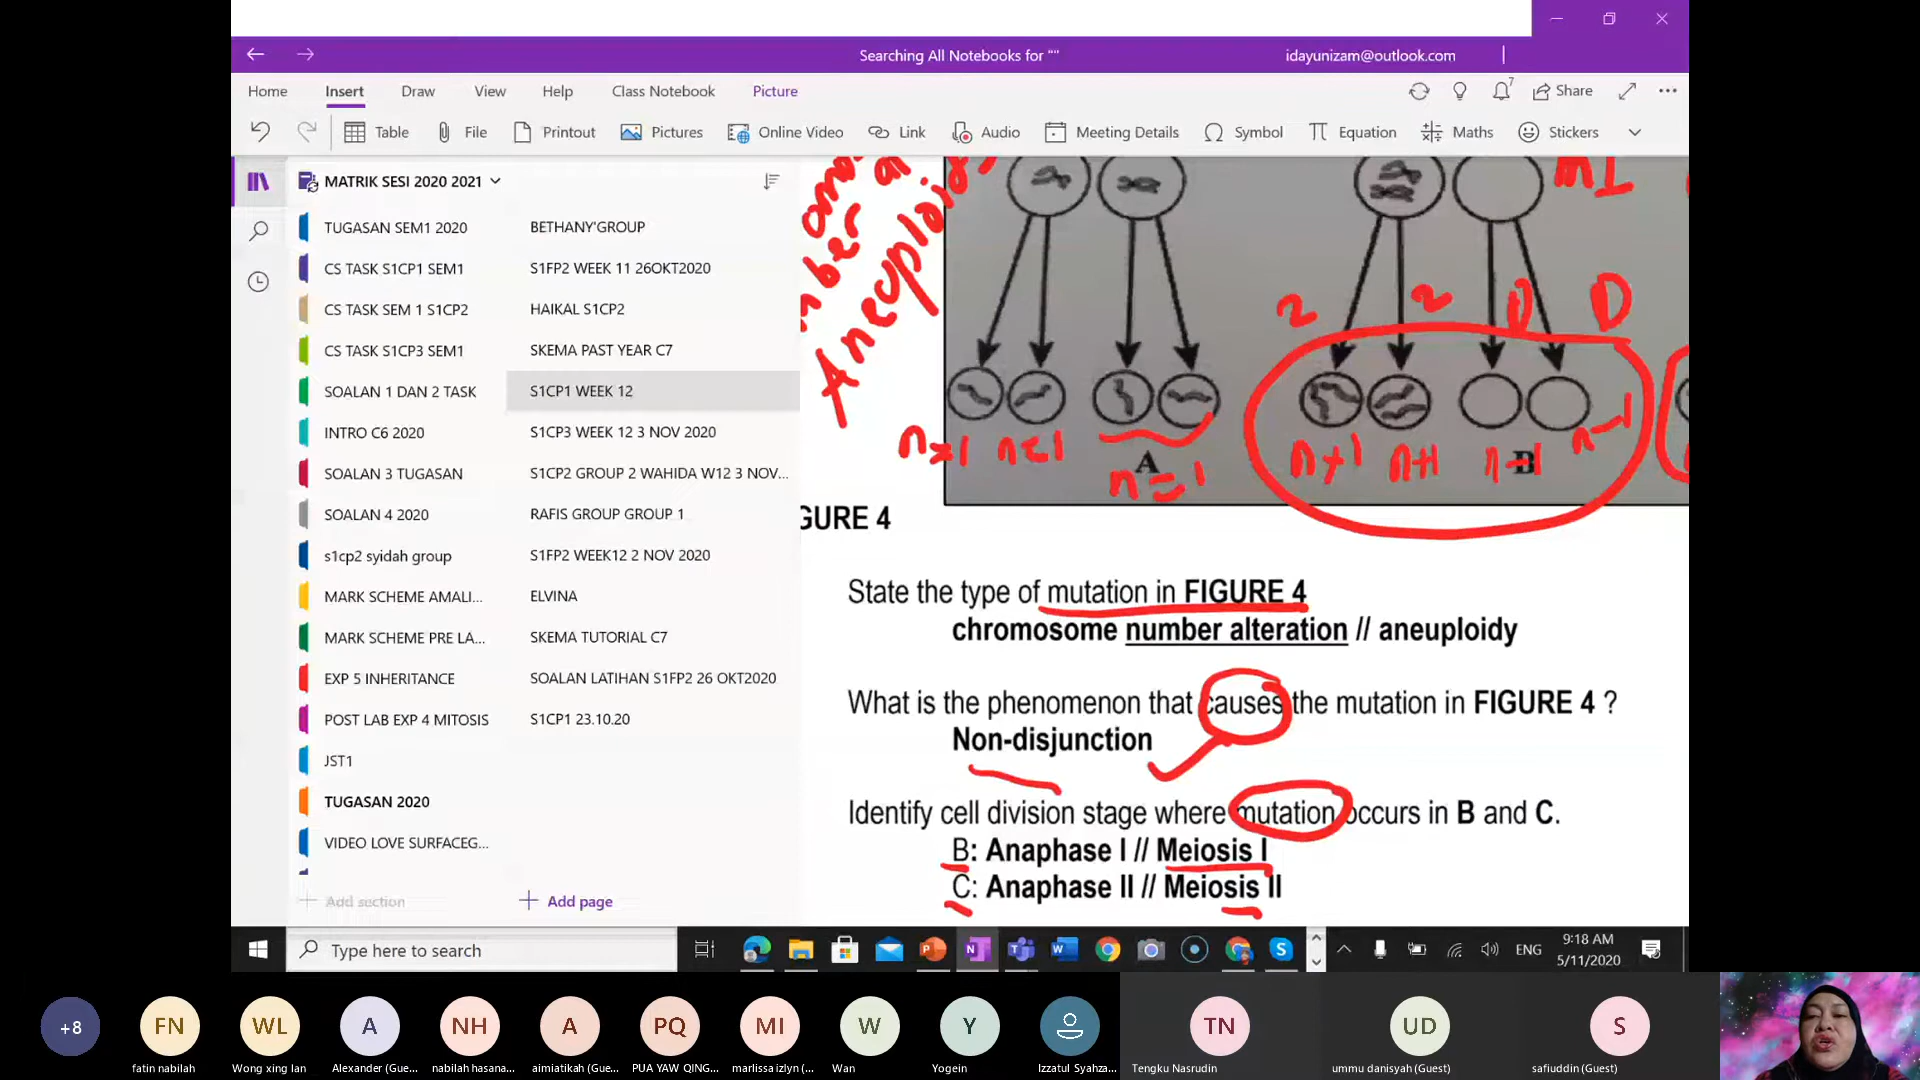 Searching All Notebooks for ""
idayunizam@outlook.com
Home Insert Draw View Help Class Notebook Picture
7
Share
Table File Printout Pictures Online Video Link Audio Meeting Details Symbol Equation Maths Stickers
MATRIK SESI 2020 2021
TUGASAN SEM1 2020
CS TASK S1CP1 SEM1
CS TASK SEM 1 S1CP2
CS TASK S1CP3 SEM1
SOALAN 1 DAN 2 TASK
INTRO C6 2020
SOALAN 3 TUGASAN
SOALAN 4 2020
s1cp2 syidah group
MARK SCHEME AMALI...
MARK SCHEME PRE LA...
EXP 5 INHERITANCE
POST LAB EXP 4 MITOSIS
JST1
TUGASAN 2020
VIDEO LOVE SURFACEG...
Add section
BETHANY'GROUP
S1FP2 WEEK 11 26OKT2020
HAIKAL S1CP2
SKEMA PAST YEAR C7
S1CP1 WEEK 12
S1CP3 WEEK 12 3 NOV 2020
S1CP2 GROUP 2 WAHIDA W12 3 NOV...
RAFIS GROUP GROUP 1
S1FP2 WEEK12 2 NOV 2020
ELVINA
SKEMA TUTORIAL C7
SOALAN LATIHAN S1FP2 26 OKT2020
S1CP1 23.10.20
Add page
Aneuploidy
2 2 0 0
n=1 n=1 n=1
n+1 n+1 n-1 n-1
A B
GURE 4
State the type of mutation in FIGURE 4
chromosome number alteration // aneuploidy
What is the phenomenon that causes the mutation in FIGURE 4 ?
Non-disjunction
Identify cell division stage where mutation occurs in B and C.
B: Anaphase I // Meiosis I
C: Anaphase II // Meiosis II
Type here to search
ENG
9:18 AM
5/11/2020
+8 FN WL A NH A PQ MI W Y TN UD S
fatin nabilah
Wong xing lan
Alexander (Gue...
nabilah hasana...
aimiatikah (Gue...
PUA YAW QING...
marlissa izlyn (...
Wan
Yogein
Izzatul Syahza...
Tengku Nasrudin
ummu danisyah (Guest)
safiuddin (Guest)